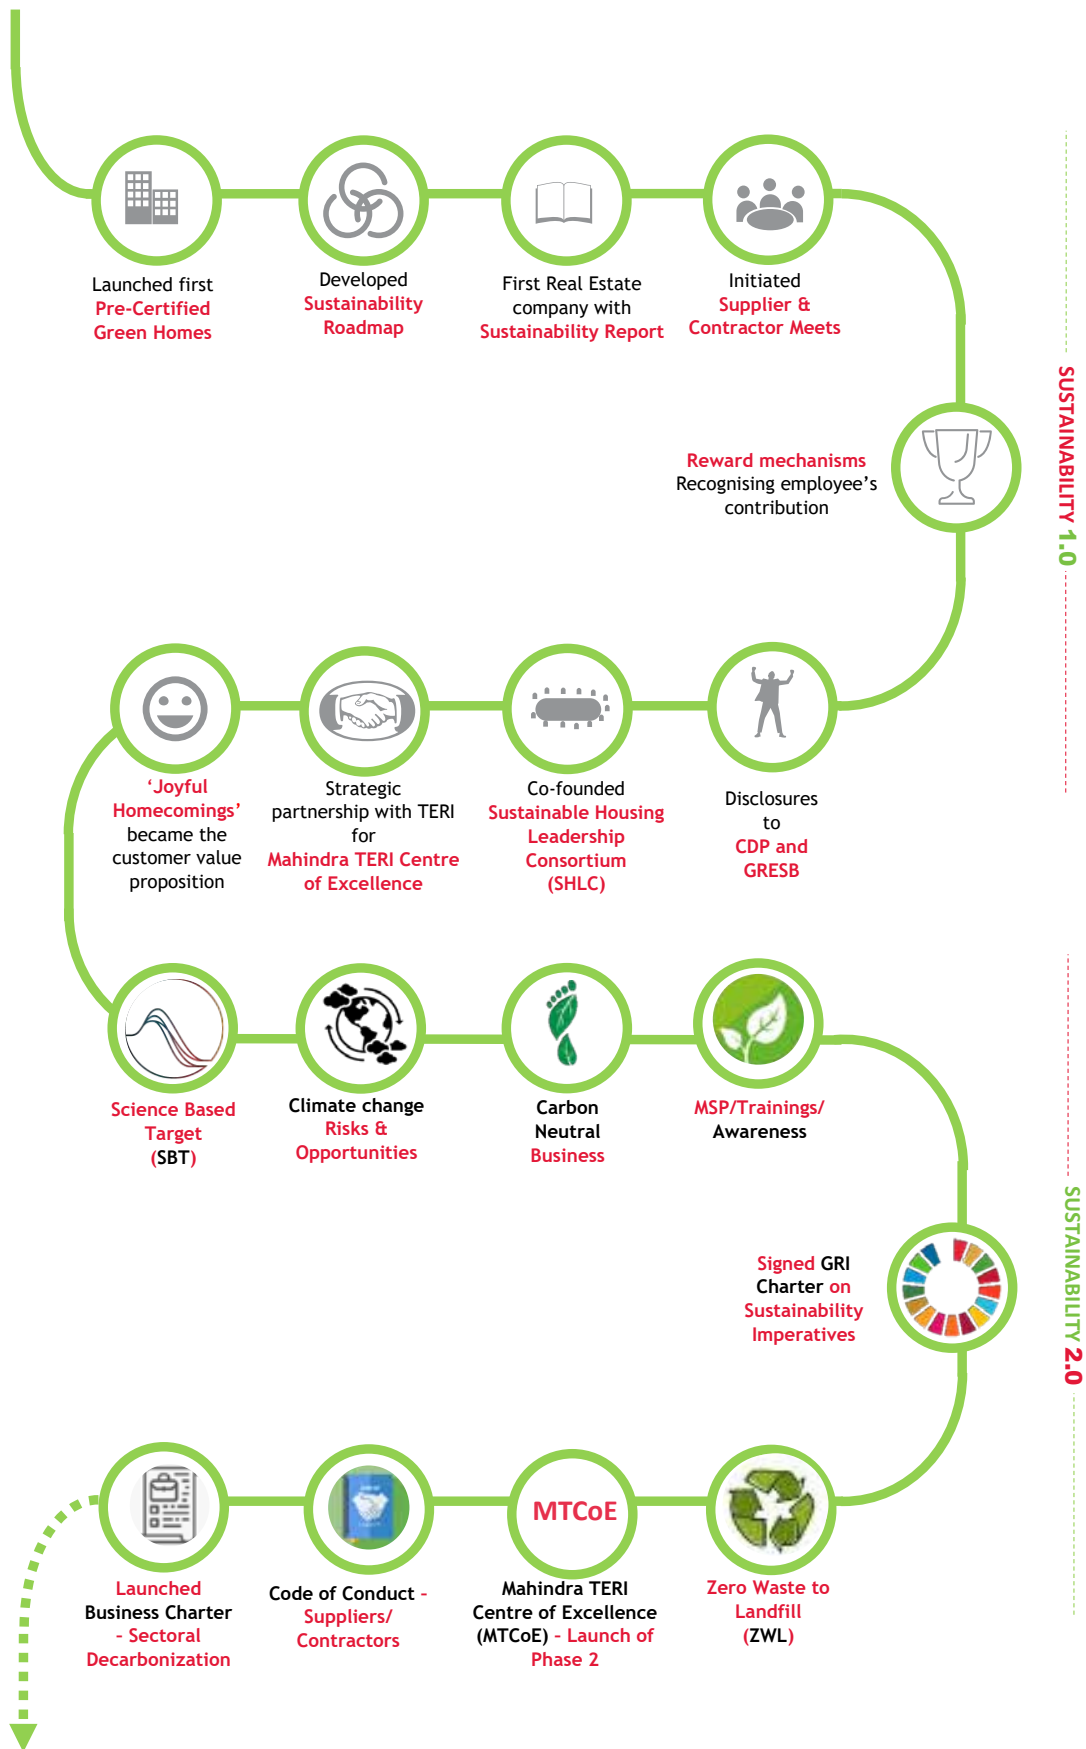 Launched first
Pre-Certified
Green Homes
Developed
Sustainability
Roadmap
First Real Estate
company with
Sustainability Report
Initiated
Supplier &
Contractor Meets
SUSTAINABILITY 1.0
Reward mechanisms
Recognising employee’s
contribution
‘Joyful
Homecomings’
became the
customer value
proposition
Strategic
partnership with TERI
for
Mahindra TERI Centre
of Excellence
Co-founded
Sustainable Housing
Leadership
Consortium
(SHLC)
Disclosures
to
CDP and
GRESB
Science Based
Target
(SBT)
Climate change
Risks &
Opportunities
Carbon
Neutral
Business
MSP/Trainings/
Awareness
SUSTAINABILITY 2.0
Signed GRI
Charter on
Sustainability
Imperatives
Launched
Business Charter
– Sectoral
Decarbonization
Code of Conduct –
Suppliers/
Contractors
MTCoE
Mahindra TERI
Centre of Excellence
(MTCoE) – Launch of
Phase 2
Zero Waste to
Landfill
(ZWL)